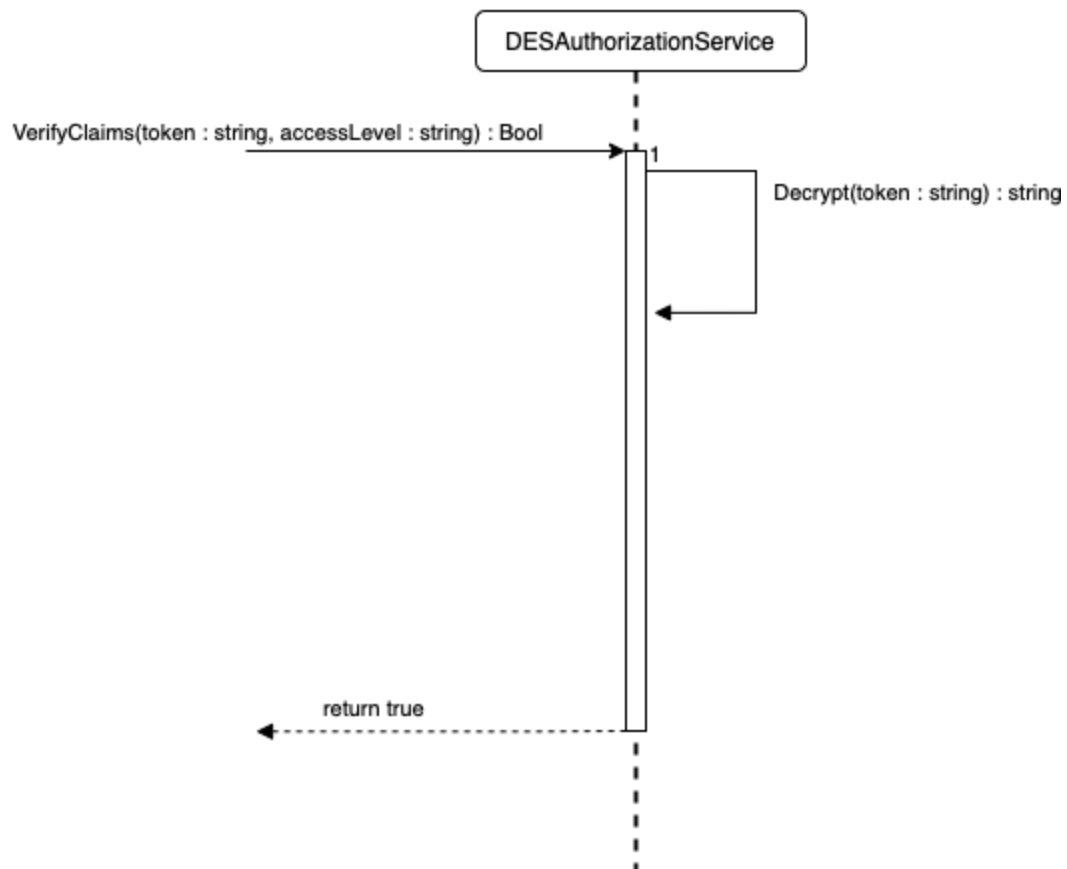 DESAuthorizationService
VerifyClaims(token : string, accessLevel : string) : Bool
1
Decrypt(token : string) : string
return true